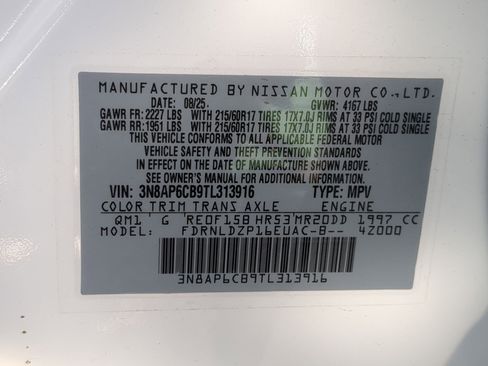 MANUFACTURED BY NISSAN MOTOR CO., LTD.
DATE: 08/25 GVWR: 4167 LBS
GAWR FR: 2227 LBS WITH 215/60R17 TIRES 17X7.0J RIMS AT 33 PSI COLD SINGLE
GAWR RR: 1951 LBS WITH 215/60R17 TIRES 17X7.0J RIMS AT 33 PSI COLD SINGLE
THIS VEHICLE CONFORMS TO ALL APPLICABLE FEDERAL MOTOR
VEHICLE SAFETY AND THEFT PREVENTION STANDARDS
IN EFFECT ON THE DATE OF MANUFACTURE SHOWN ABOVE.
SEE OWNER'S MANUAL FOR ADDITIONAL INFORMATION.
VIN: 3N8AP6CB9TL313916 TYPE: MPV
COLOR TRIM TRANS AXLE ENGINE
QM1 G RE0F15B HR53 MR20DD 1997 CC
MODEL: FDRNLDZP16EUAC-B-- 4Z000
3N8AP6CB9TL313916